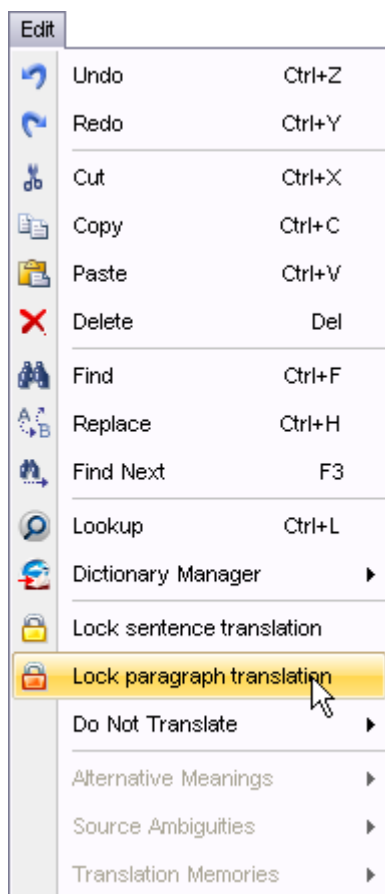 Edit
Undo Ctrl+Z
Redo Ctrl+Y
Cut Ctrl+X
Copy Ctrl+C
Paste Ctrl+V
Delete Del
Find Ctrl+F
Replace Ctrl+H
Find Next F3
Lookup Ctrl+L
Dictionary Manager
Lock sentence translation
Lock paragraph translation
Do Not Translate
Alternative Meanings
Source Ambiguities
Translation Memories